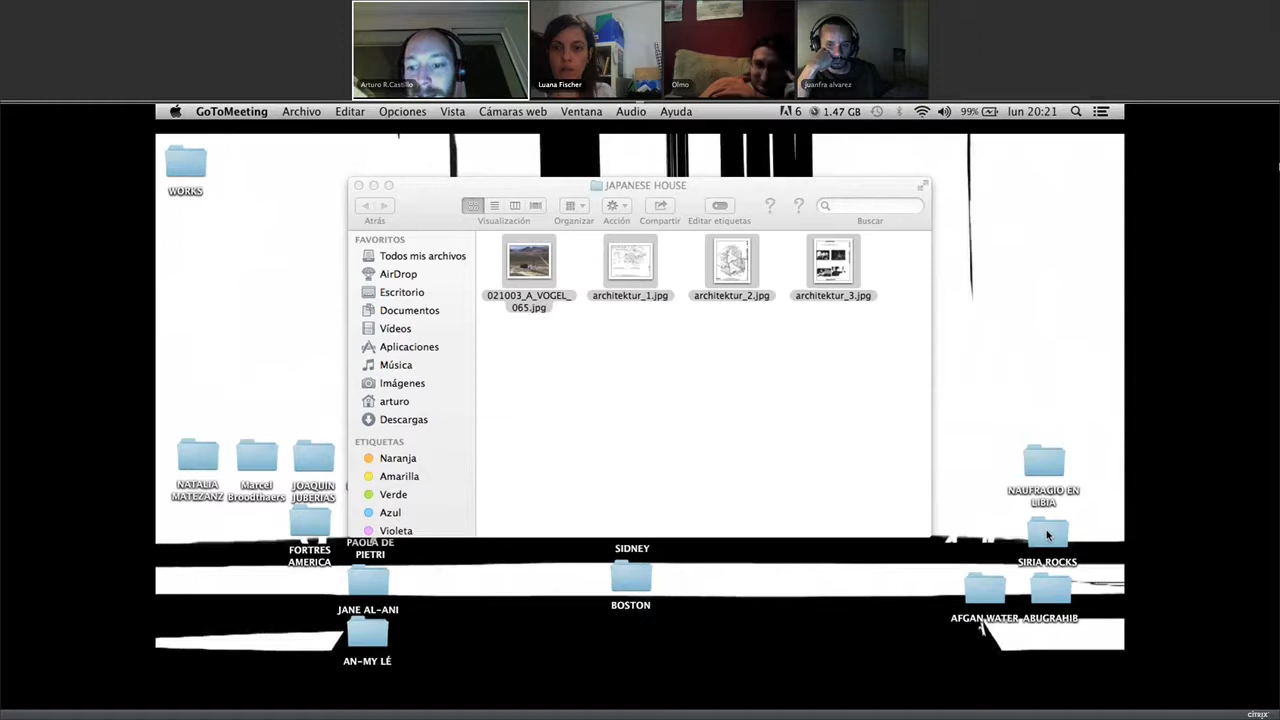 Arturo R.Castillo
Luana Fischer
Olmo
juanfra alvarez
GoToMeeting Archivo Editar Opciones Vista Cámaras web Ventana Audio Ayuda 6 1.47 GB 99% lun 20:21
WORKS
JAPANESE HOUSE
Atrás Visualización Organizar Acción Compartir Editar etiquetas Buscar
FAVORITOS
Todos mis archivos
AirDrop
Escritorio
Documentos
Vídeos
Aplicaciones
Música
Imágenes
arturo
Descargas
ETIQUETAS
Naranja
Amarilla
Verde
Azul
Violeta
021003_A_VOGEL_
065.jpg
architektur_1.jpg
architektur_2.jpg
architektur_3.jpg
NATALIA
MATEZANZ
Marcel
Broodthaers
JOAQUIN
JUBERIAS
FORTRES
AMERICA
PAOLA DE
PIETRI
JANE AL-ANI
AN-MY LÉ
SIDNEY
BOSTON
NAUFRAGIO EN
LIBIA
SIRIA ROCKS
AFGAN WATER
ABUGRAHIB
CITRIX